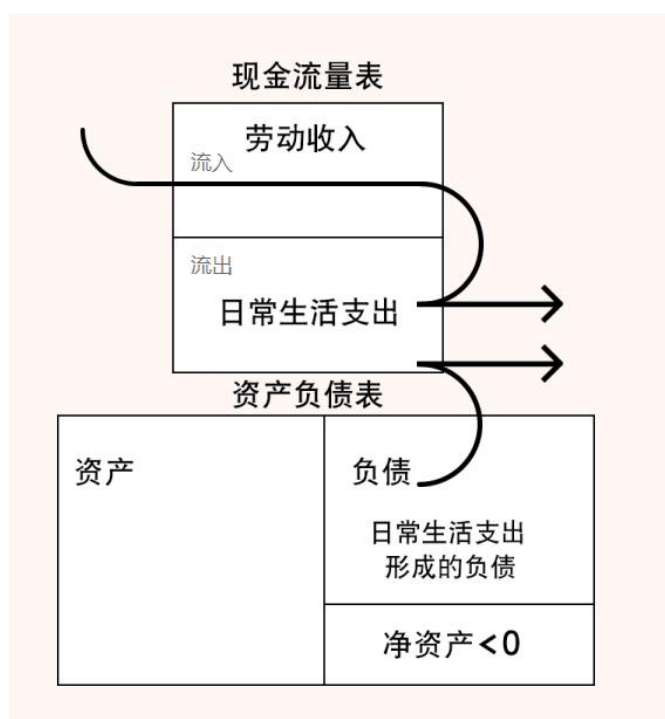 现金流量表
劳动收入
流入
流出
日常生活支出
资产负债表
资产
负债
日常生活支出
形成的负债
净资产<0